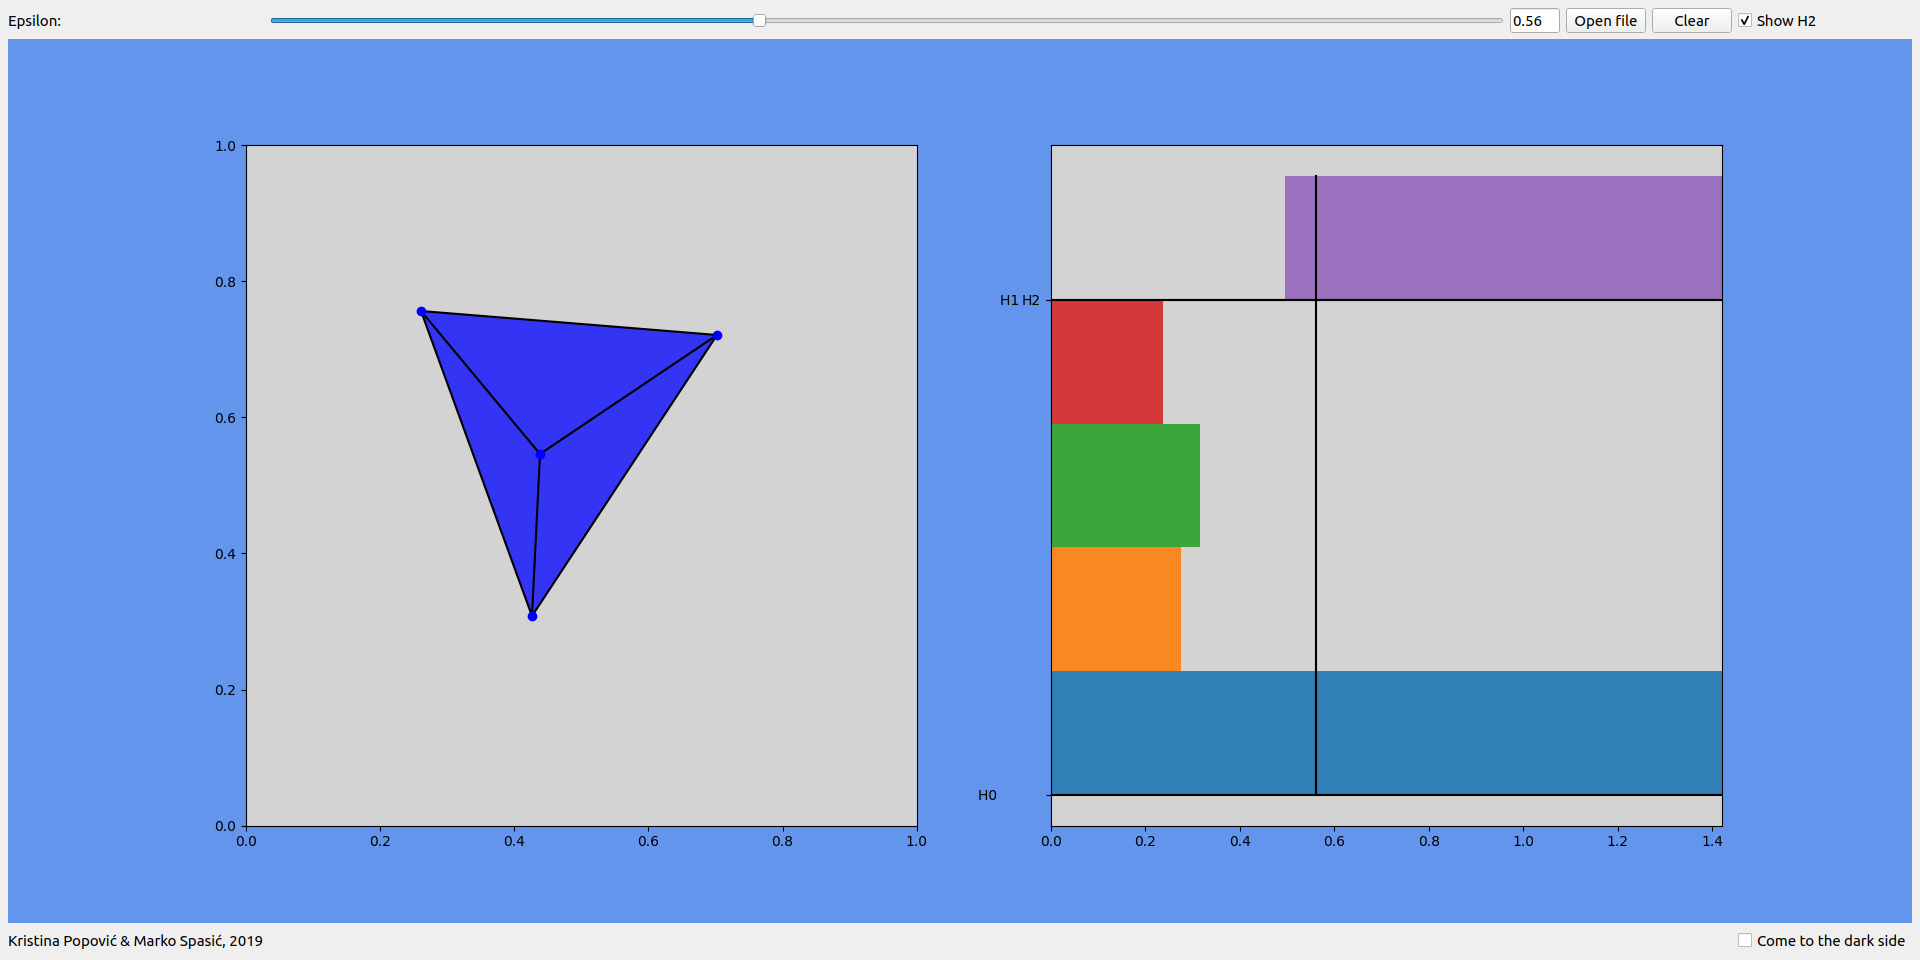 Epsilon:
0.56
Open file
Clear
Show H2
1.0
0.8
0.6
0.4
0.2
0.0
0.0 0.2 0.4 0.6 0.8 1.0
H1 H2
H0
0.0 0.2 0.4 0.6 0.8 1.0 1.2 1.4
Kristina Popović & Marko Spasić, 2019
Come to the dark side